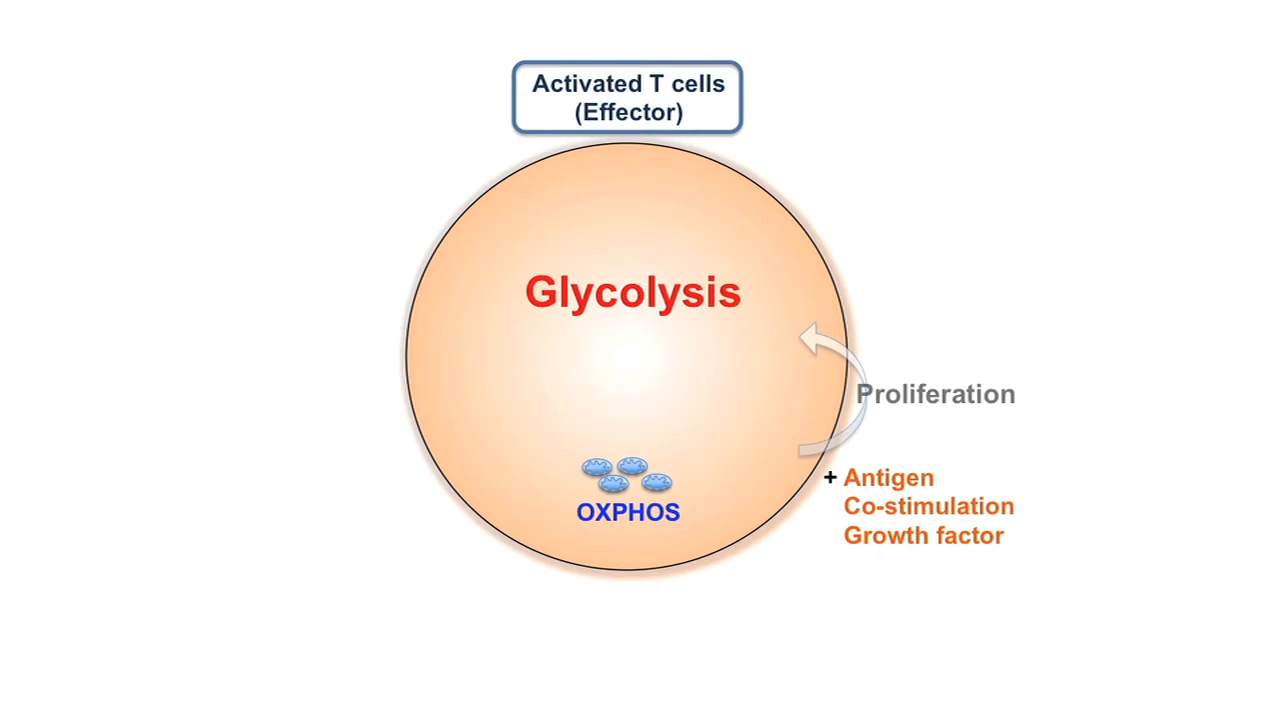 Activated T cells
(Effector)
Glycolysis
Proliferation
+ Antigen
Co-stimulation
Growth factor
OXPHOS